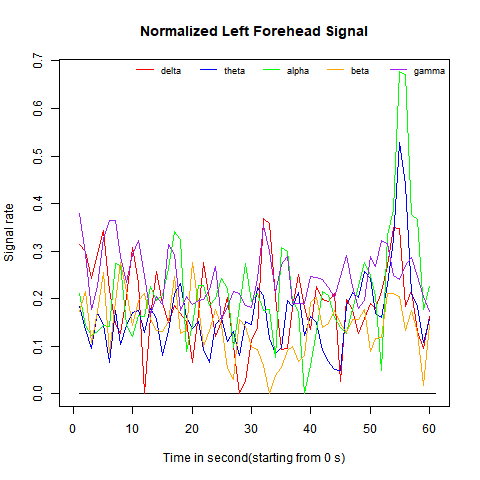 Normalized Left Forehead Signal
delta theta alpha beta gamma
Signal rate
0.7
0.6
0.5
0.4
0.3
0.2
0.1
0.0
0 10 20 30 40 50 60
Time in second(starting from 0 s)